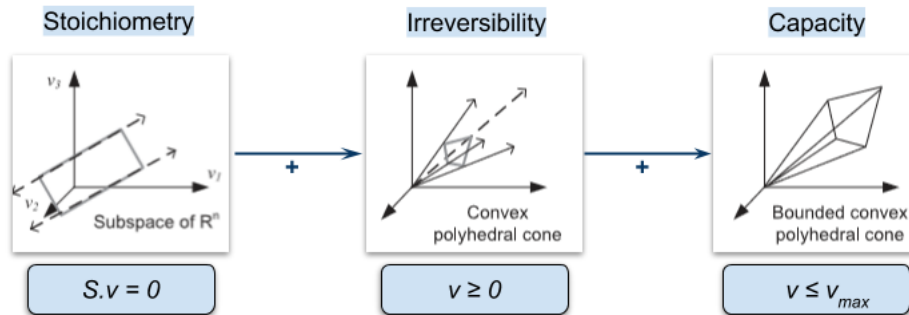 Stoichiometry
Irreversibility
Capacity
v₃
v₁
v₂
Subspace of Rⁿ
+
Convex
polyhedral cone
+
Bounded convex
polyhedral cone
S.v = 0
v ≥ 0
v ≤ vₘₐₓ